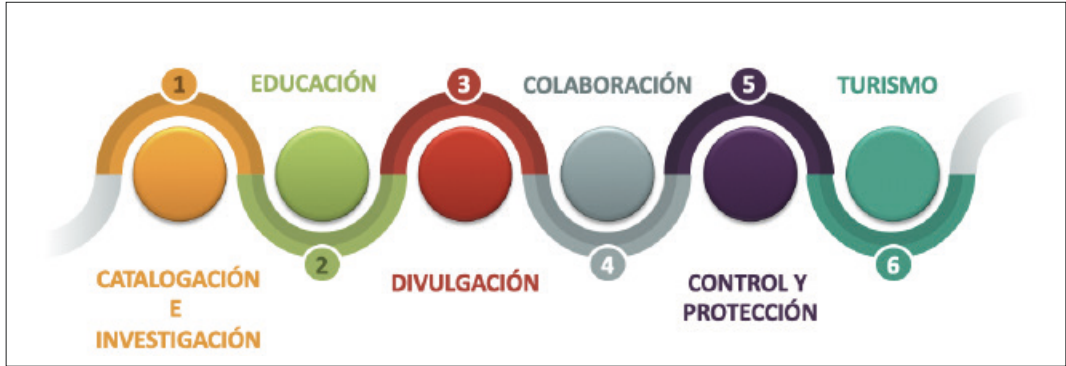 1
CATALOGACIÓN
E
INVESTIGACIÓN
EDUCACIÓN
2
3
DIVULGACIÓN
COLABORACIÓN
4
5
CONTROL Y
PROTECCIÓN
TURISMO
6